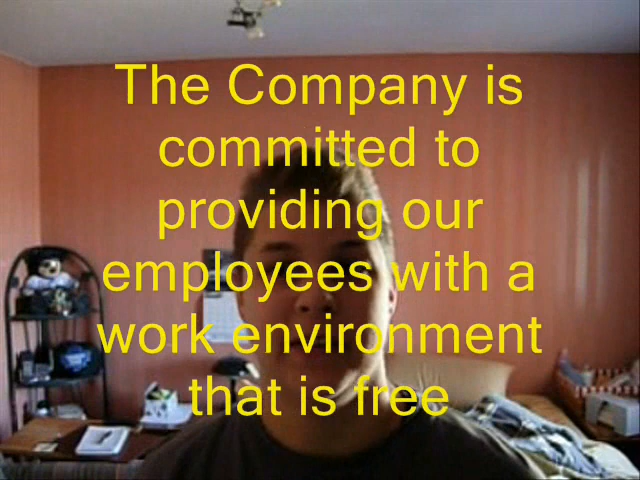 The Company is
committed to
providing our
employees with a
work environment
that is free